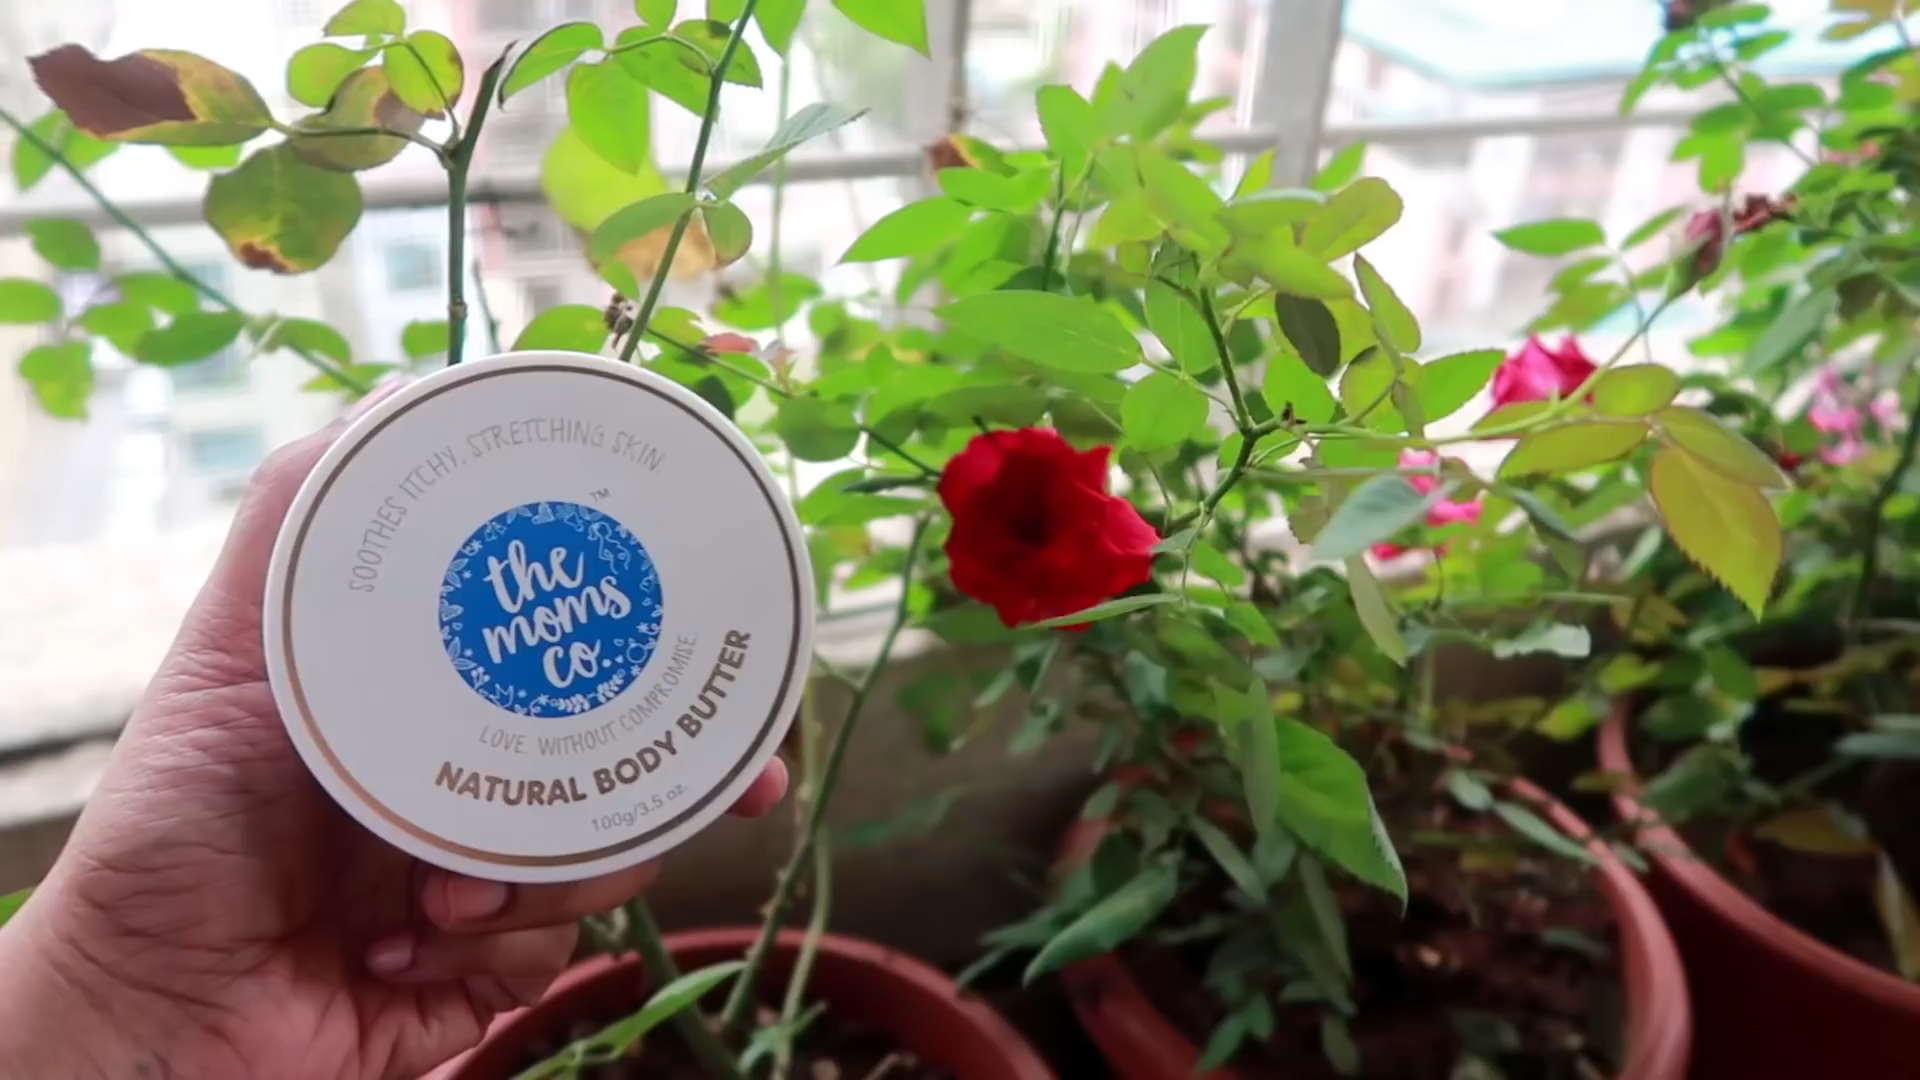 SOOTHES ITCHY, STRETCHING SKIN
TM
the
moms
co.
LOVE. WITHOUT COMPROMISE.
NATURAL BODY BUTTER
100g/3.5 oz.